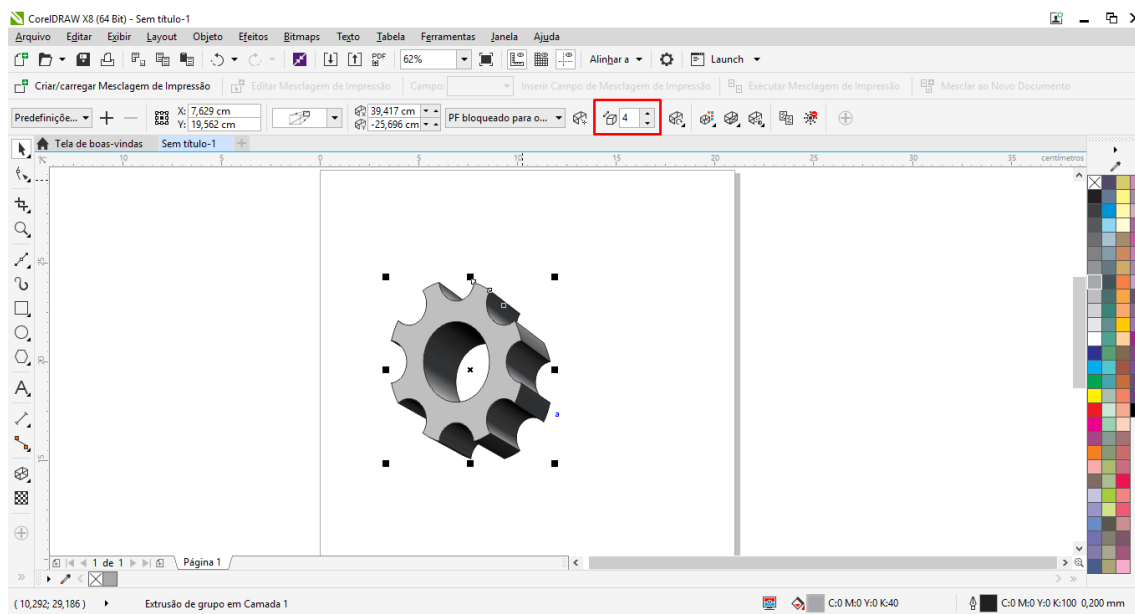 CorelDRAW X8 (64 Bit) - Sem título-1
Arquivo Editar Exibir Layout Objeto Efeitos Bitmaps Texto Tabela Ferramentas Janela Ajuda
PDF 62% Alinhar a Launch
Criar/carregar Mesclagem de Impressão Editar Mesclagem de Impressão Campo: Inserir Campo de Mesclagem de Impressão Executar Mesclagem de Impressão Mesclar ao Novo Documento
Predefiniçõe... X: 7,629 cm 39,417 cm PF bloqueado para o... 4
Y: 19,562 cm -25,696 cm
Tela de boas-vindas Sem título-1
10 5 0 5 10 15 20 25 30 35 centímetros
25
20
a
15
1 de 1 Página 1
( 10,292; 29,186 ) Extrusão de grupo em Camada 1 C:0 M:0 Y:0 K:40 C:0 M:0 Y:0 K:100 0,200 mm